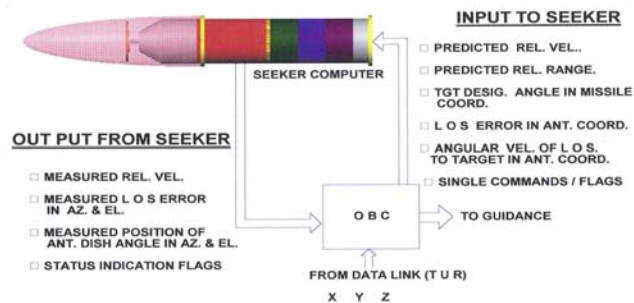 INPUT TO SEEKER
PREDICTED REL. VEL..
PREDICTED REL. RANGE.
TGT DESIG. ANGLE IN MISSILE
COORD.
L O S ERROR IN ANT. COORD.
ANGULAR VEL. OF L O S.
TO TARGET IN ANT. COORD.
SINGLE COMMANDS / FLAGS
SEEKER COMPUTER
OUT PUT FROM SEEKER
MEASURED REL. VEL.
MEASURED L O S ERROR
IN AZ. & EL.
MEASURED POSITION OF
ANT. DISH ANGLE IN AZ. & EL.
STATUS INDICATION FLAGS
O B C
TO GUIDANCE
FROM DATA LINK (T U R)
X Y Z